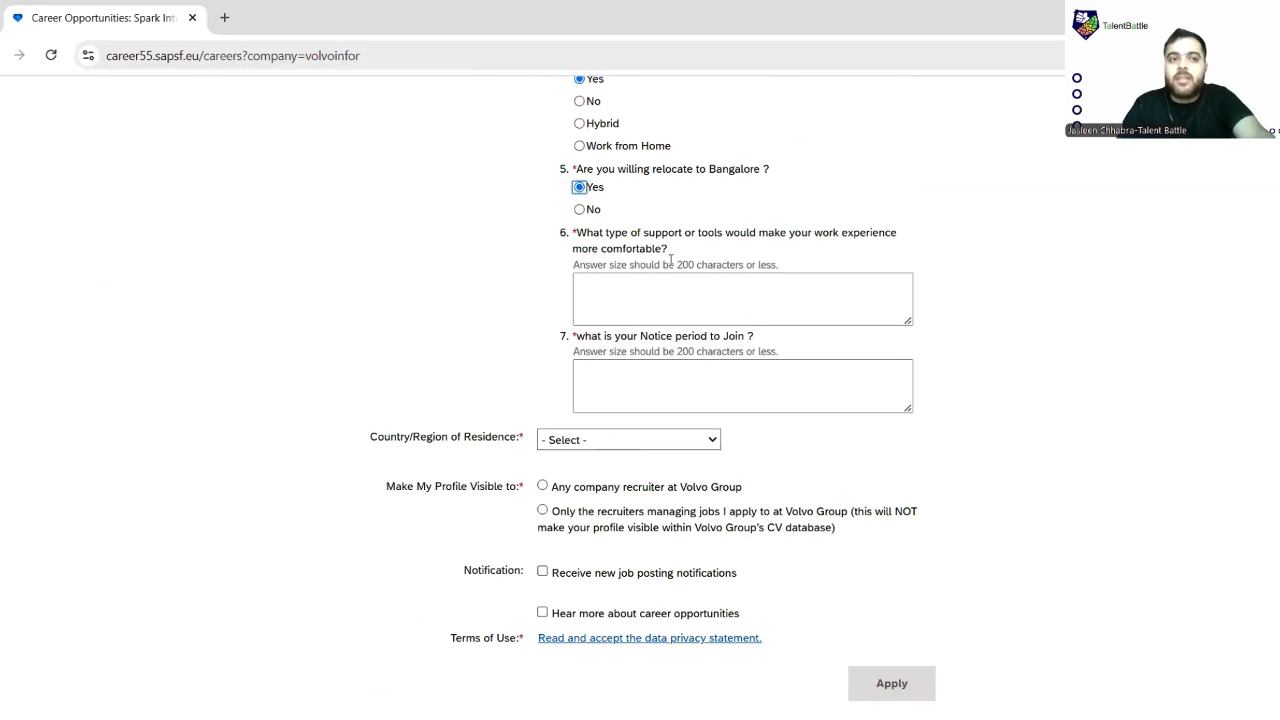 Career Opportunities: Spark Int
career55.sapsf.eu/careers?company=volvoinfor
TalentBattle
Jasleen Chhabra-Talent Battle
Yes
No
Hybrid
Work from Home
5. *Are you willing relocate to Bangalore ?
Yes
No
6. *What type of support or tools would make your work experience
more comfortable?
Answer size should be 200 characters or less.
7. *what is your Notice period to Join ?
Answer size should be 200 characters or less.
Country/Region of Residence:* - Select -
Make My Profile Visible to:* Any company recruiter at Volvo Group
Only the recruiters managing jobs I apply to at Volvo Group (this will NOT
make your profile visible within Volvo Group's CV database)
Notification: Receive new job posting notifications
Hear more about career opportunities
Terms of Use:* Read and accept the data privacy statement.
Apply